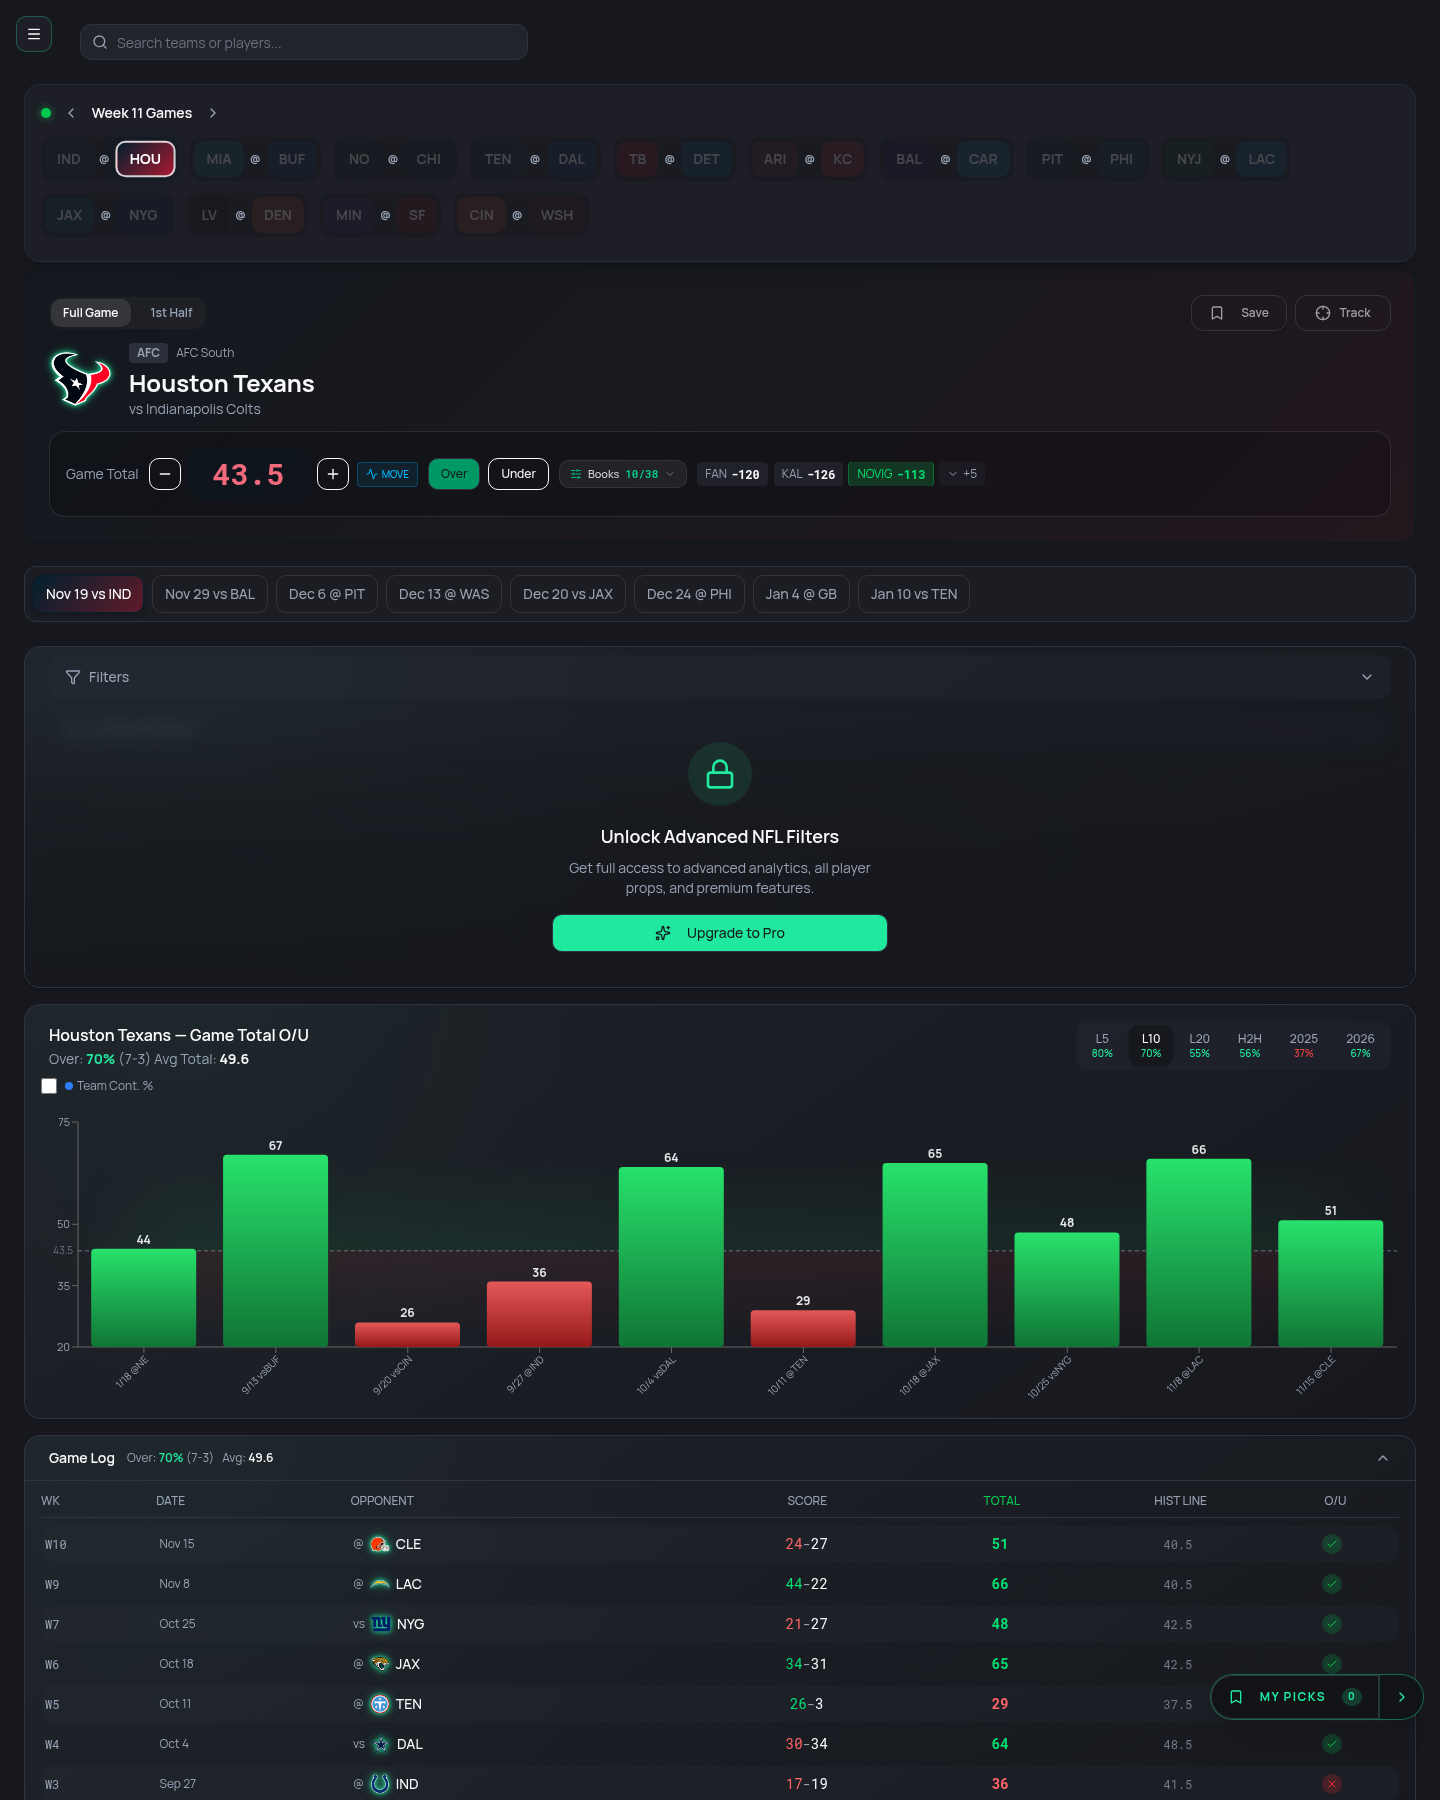 Search teams or players...
Week 11 Games
IND @ HOU MIA @ BUF NO @ CHI TEN @ DAL TB @ DET ARI @ KC BAL @ CAR PIT @ PHI NYJ @ LAC
JAX @ NYG LV @ DEN MIN @ SF CIN @ WSH
Full Game 1st Half Save Track
AFC AFC South
Houston Texans
vs Indianapolis Colts
Game Total − 43.5 + MOVE Over Under Books 10/38 FAN -120 KAL -126 NOVIG -113 +5
Nov 19 vs IND Nov 29 vs BAL Dec 6 @ PIT Dec 13 @ WAS Dec 20 vs JAX Dec 24 @ PHI Jan 4 @ GB Jan 10 vs TEN
Filters
Unlock Advanced NFL Filters
Get full access to advanced analytics, all player
props, and premium features.
Upgrade to Pro
Houston Texans — Game Total O/U
L5 L10 L20 H2H 2025 2026
80% 70% 55% 56% 37% 67%
Over: 70% (7-3) Avg Total: 49.6
Team Cont. %
75
50
43.5
35
20
44 67 26 36 64 29 65 48 66 51
1/18 @NE 9/13 vsBUF 9/20 vsCIN 9/27 @IND 10/4 vsDAL 10/11 @TEN 10/18 @JAX 10/25 vsNYG 11/8 @LAC 11/15 @CLE
Game Log Over: 70% (7-3) Avg: 49.6
WK DATE OPPONENT SCORE TOTAL HIST LINE O/U
W10 Nov 15 @ CLE 24-27 51 40.5
W9 Nov 8 @ LAC 44-22 66 40.5
W7 Oct 25 vs NYG 21-27 48 42.5
W6 Oct 18 @ JAX 34-31 65 42.5
W5 Oct 11 @ TEN 26-3 29 37.5
MY PICKS 0
W4 Oct 4 vs DAL 30-34 64 48.5
W3 Sep 27 @ IND 17-19 36 41.5